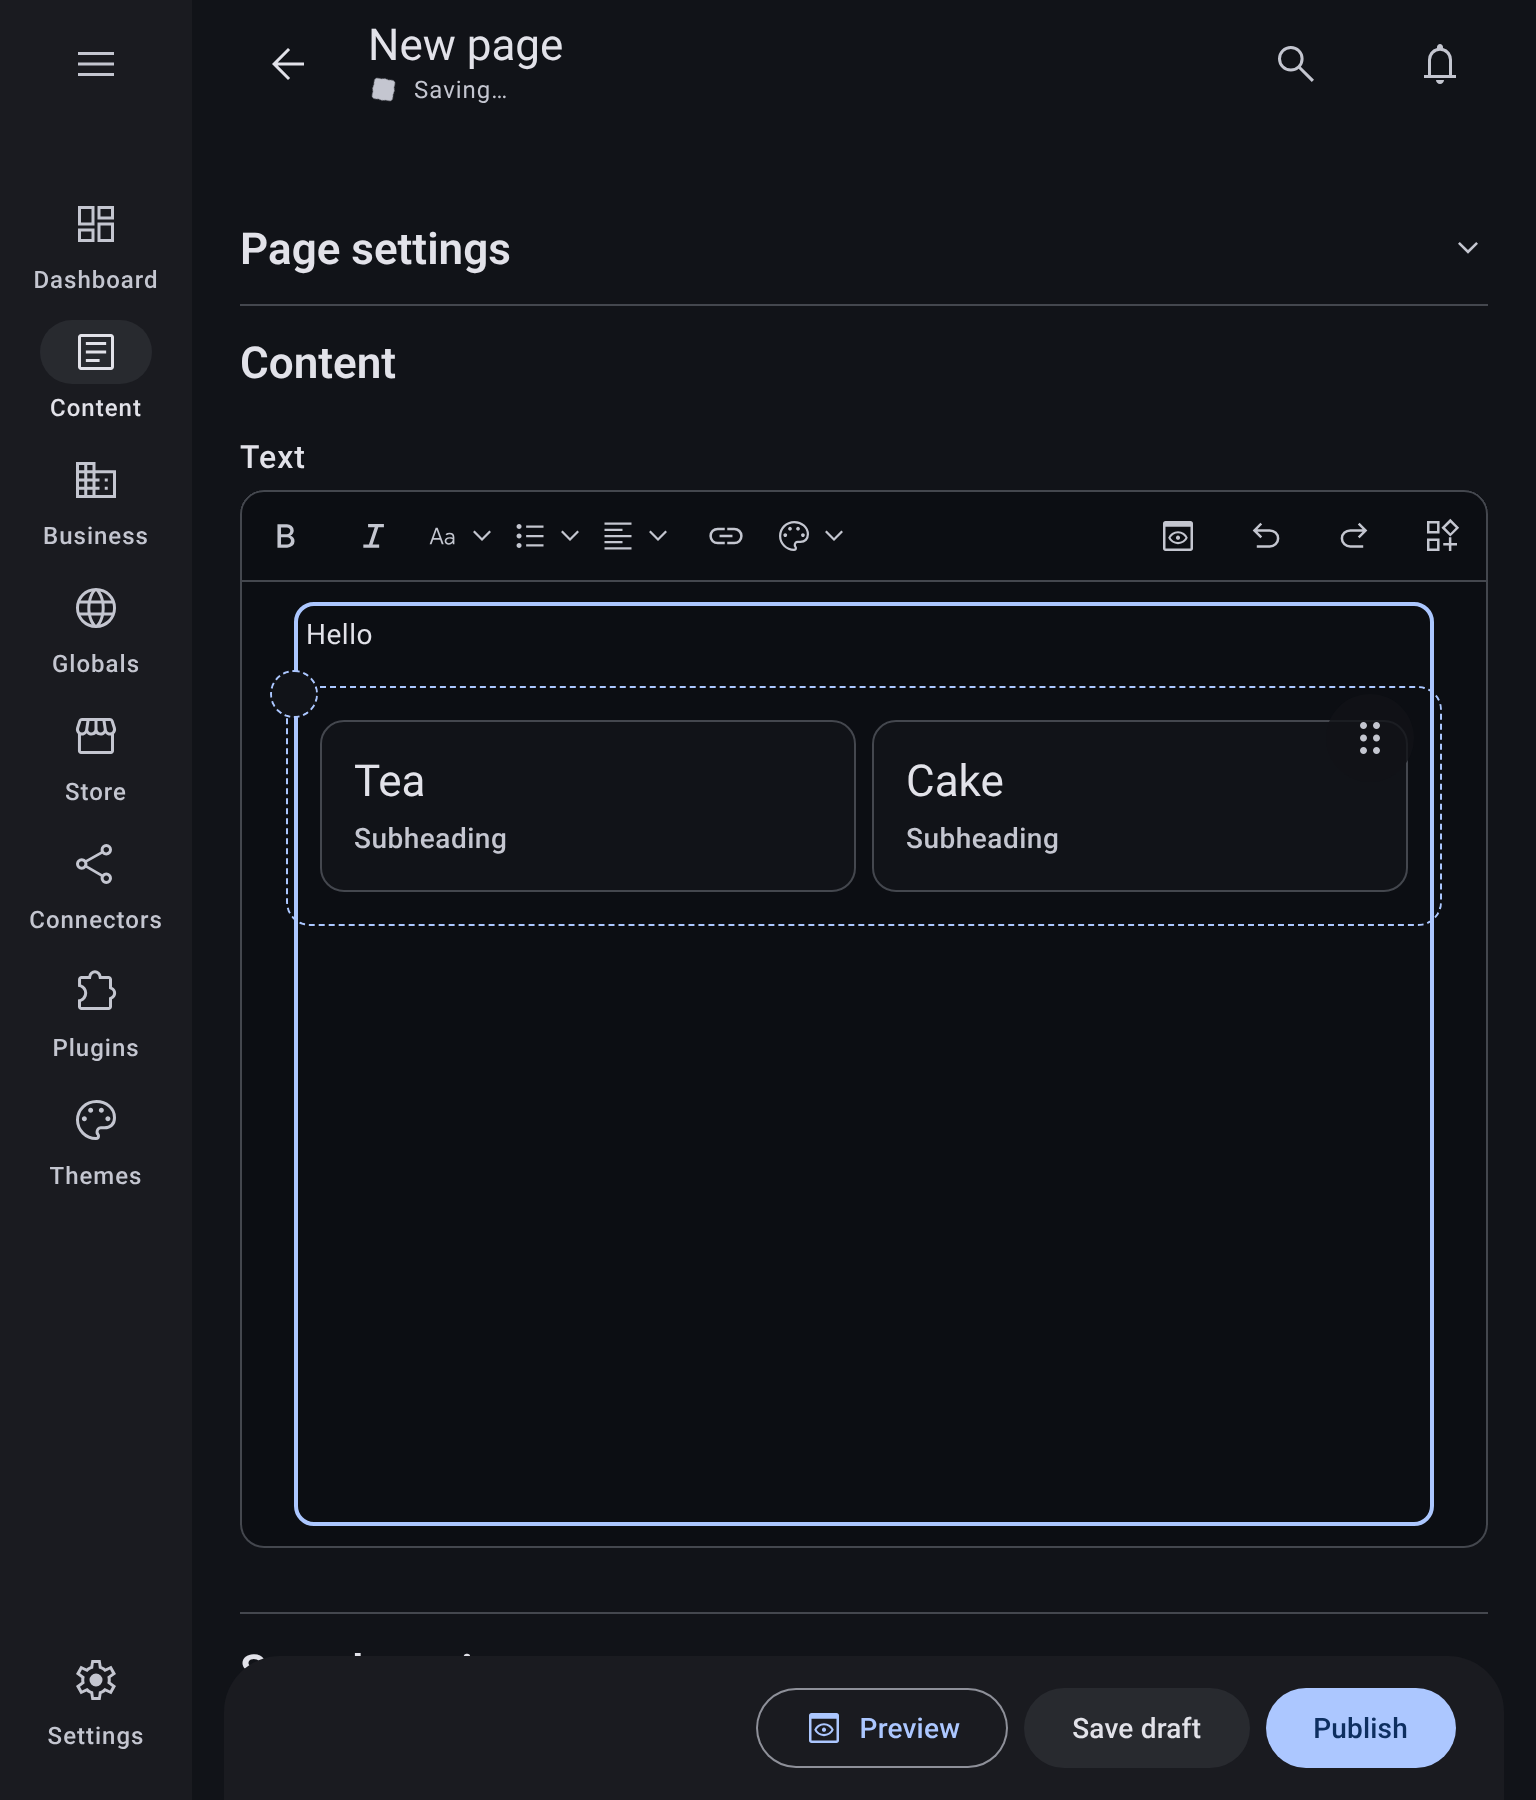 New page
Saving…
Dashboard
Content
Business
Globals
Store
Connectors
Plugins
Themes
Settings
Page settings
Content
Text
B I Aa
Hello
Tea
Subheading
Cake
Subheading
Preview
Save draft
Publish